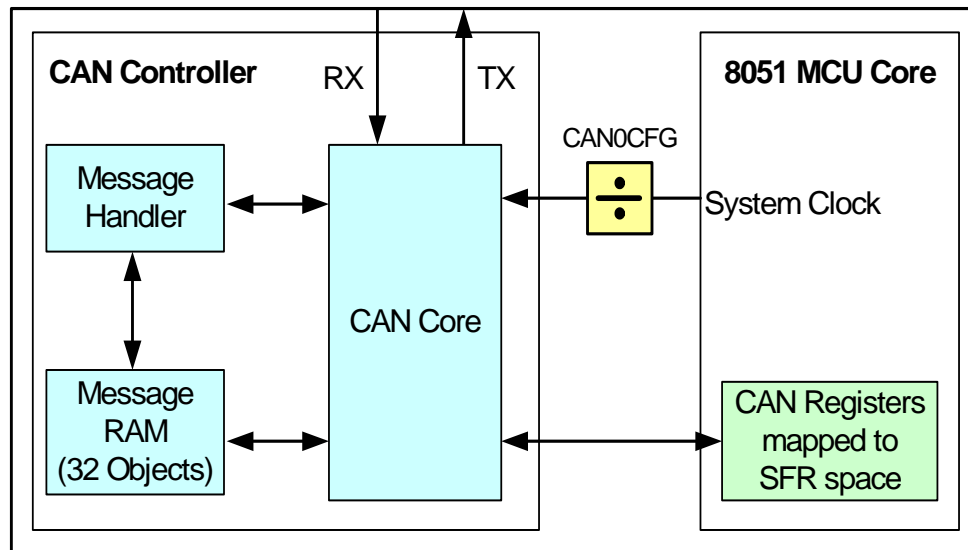 CAN Controller
RX
TX
8051 MCU Core
CAN0CFG
Message
Handler
÷
System Clock
CAN Core
Message
RAM
(32 Objects)
CAN Registers
mapped to
SFR space